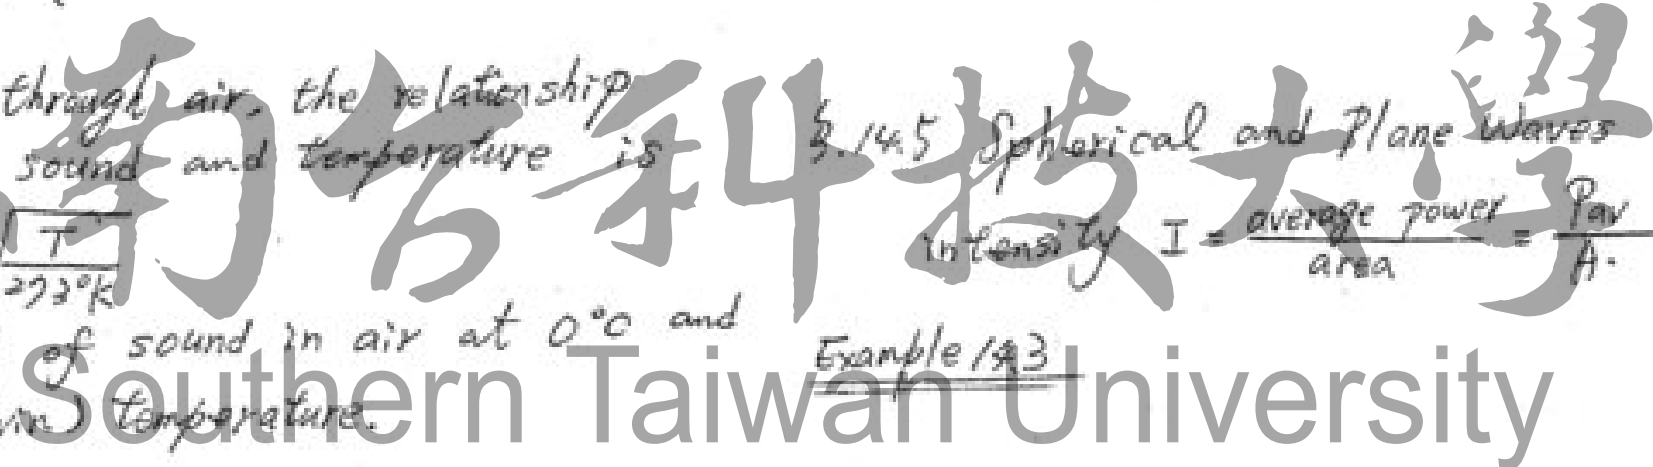 through air, the relationship
sound and temperature is
√T
273°K
of sound in air at 0°C and
temperature.
§.14.5 Spherical and Plane Waves
intensity I = average power / area = Pav / A.
Example 14.3
南台科技大學
Southern Taiwan University